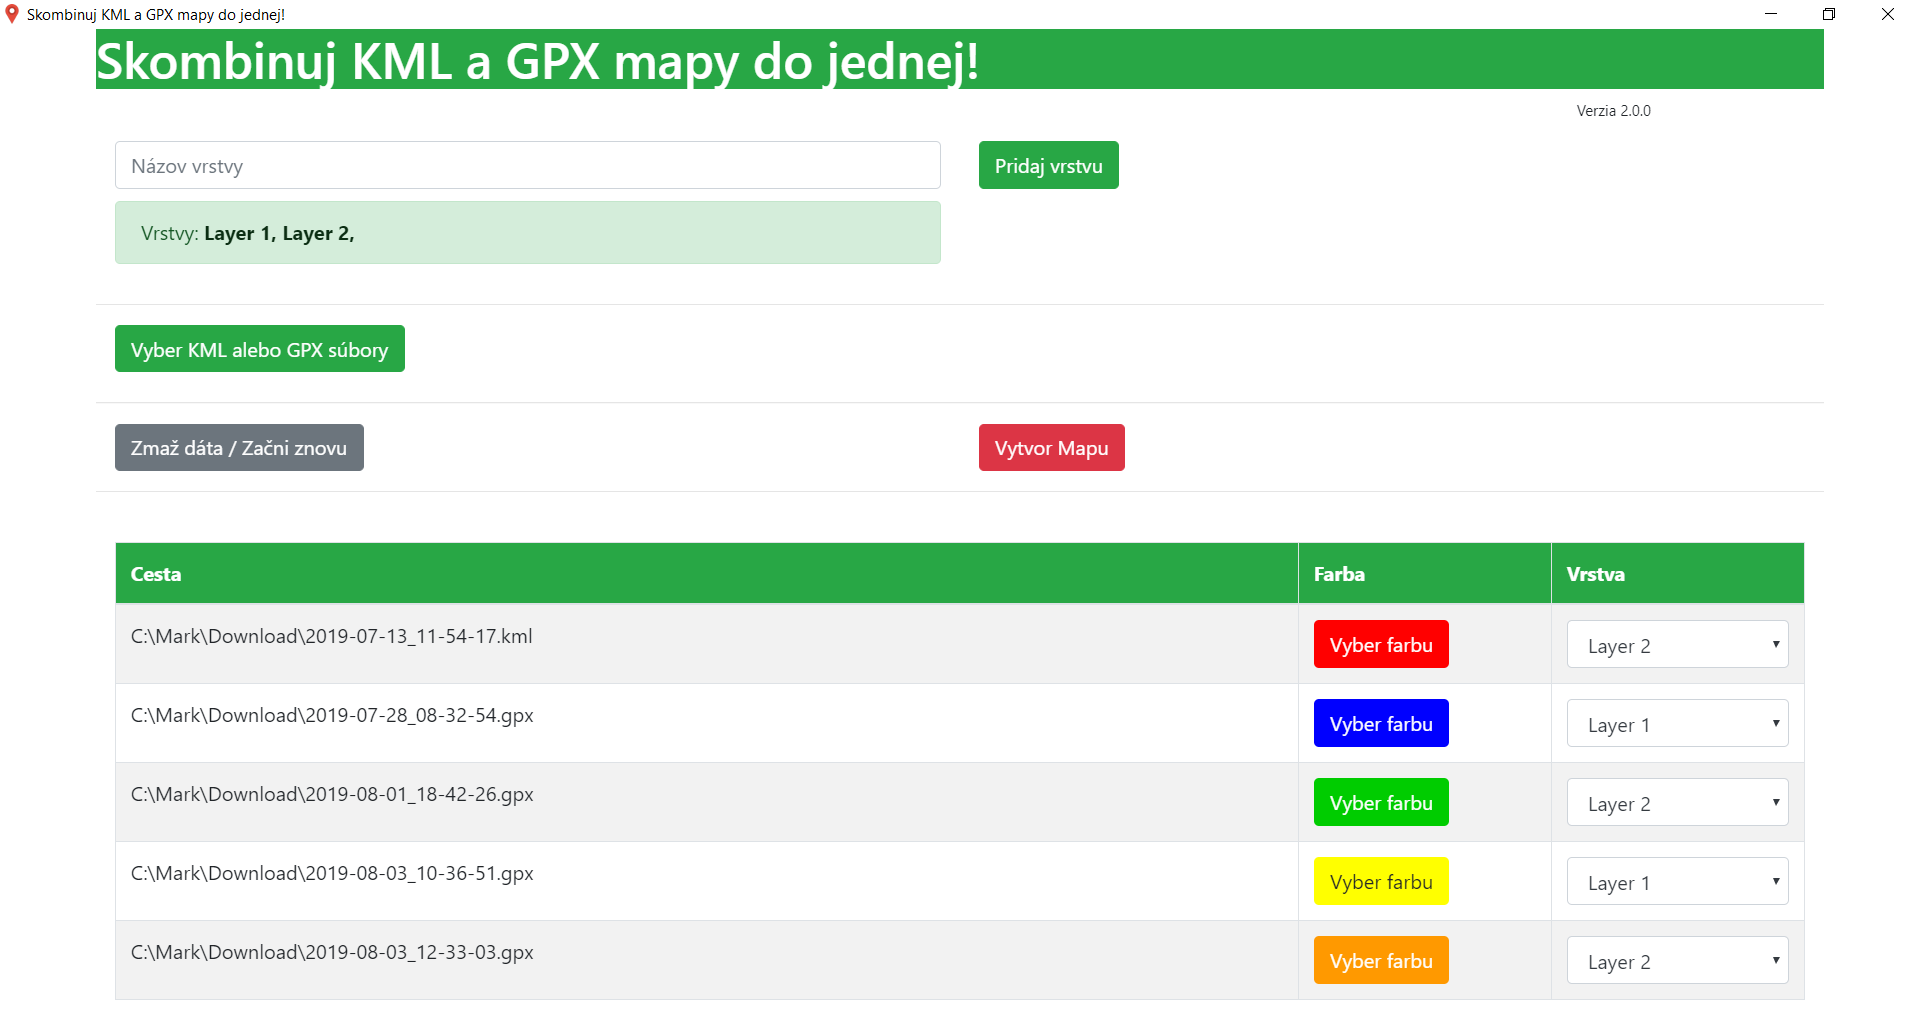 Skombinuj KML a GPX mapy do jednej!
Skombinuj KML a GPX mapy do jednej!
Verzia 2.0.0
Názov vrstvy
Pridaj vrstvu
Vrstvy: Layer 1, Layer 2,
Vyber KML alebo GPX súbory
Zmaž dáta / Začni znovu
Vytvor Mapu
Cesta Farba Vrstva
C:\Mark\Download\2019-07-13_11-54-17.kml Vyber farbu Layer 2
C:\Mark\Download\2019-07-28_08-32-54.gpx Vyber farbu Layer 1
C:\Mark\Download\2019-08-01_18-42-26.gpx Vyber farbu Layer 2
C:\Mark\Download\2019-08-03_10-36-51.gpx Vyber farbu Layer 1
C:\Mark\Download\2019-08-03_12-33-03.gpx Vyber farbu Layer 2